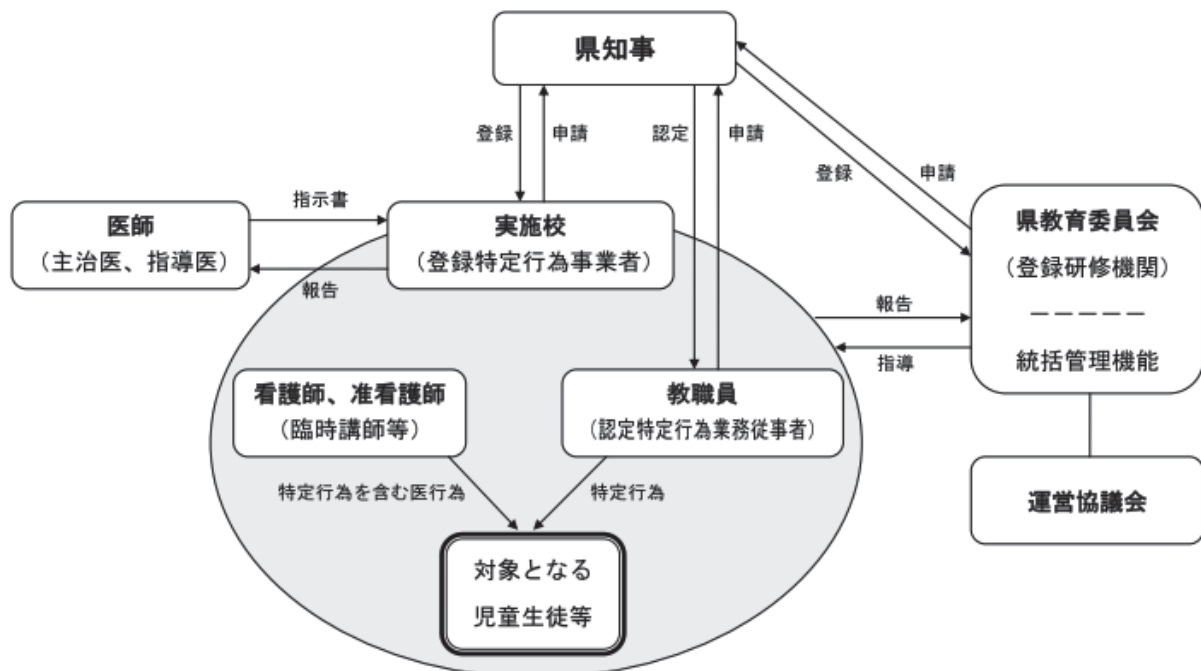 県知事
登録
申請
認定
申請
登録
申請
指示書
医師
（主治医、指導医）
実施校
（登録特定行為事業者）
報告
県教育委員会
（登録研修機関）
－－－－－
統括管理機能
報告
指導
看護師、准看護師
（臨時講師等）
教職員
（認定特定行為業務従事者）
特定行為を含む医行為
特定行為
運営協議会
対象となる
児童生徒等